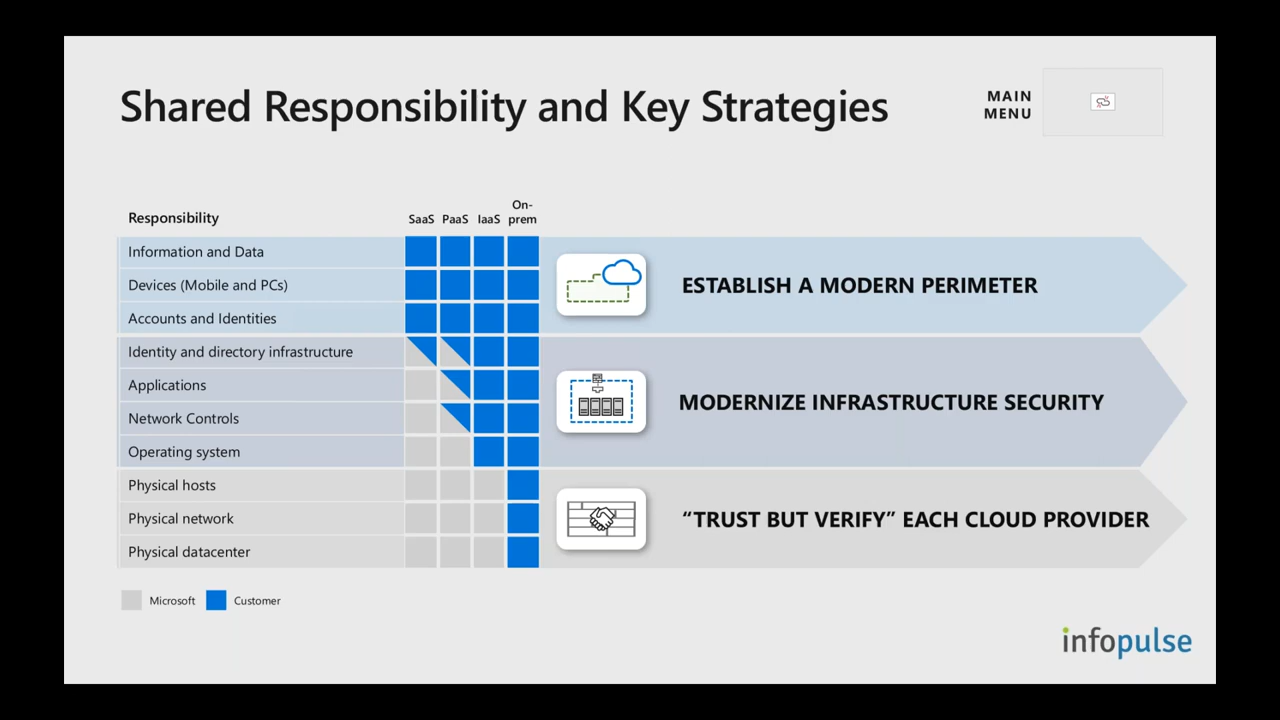 Shared Responsibility and Key Strategies
MAIN
MENU
Responsibility
SaaS PaaS IaaS On-
prem
Information and Data
Devices (Mobile and PCs)
Accounts and Identities
ESTABLISH A MODERN PERIMETER
Identity and directory infrastructure
Applications
Network Controls
Operating system
MODERNIZE INFRASTRUCTURE SECURITY
Physical hosts
Physical network
Physical datacenter
“TRUST BUT VERIFY” EACH CLOUD PROVIDER
Microsoft Customer
infopulse